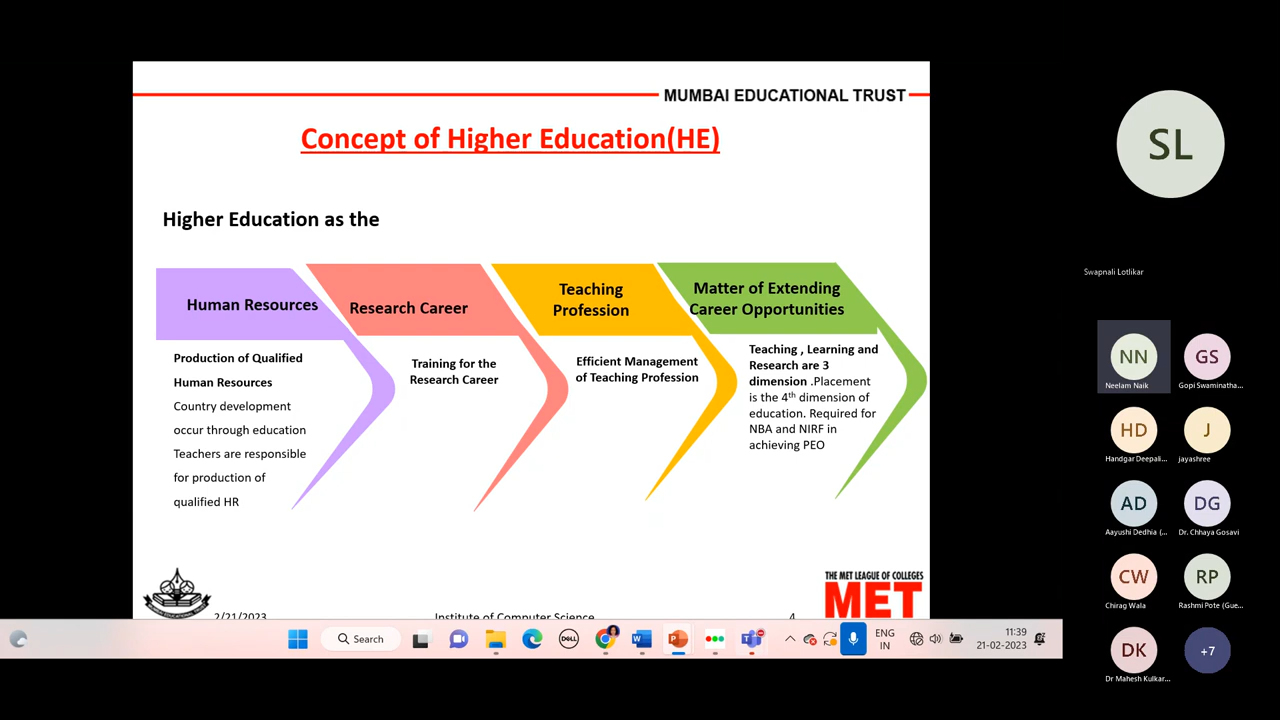 MUMBAI EDUCATIONAL TRUST
Concept of Higher Education(HE)
Higher Education as the
Human Resources
Production of Qualified
Human Resources
Country development
occur through education
Teachers are responsible
for production of
qualified HR
Research Career
Training for the
Research Career
Teaching
Profession
Efficient Management
of Teaching Profession
Matter of Extending
Career Opportunities
Teaching , Learning and
Research are 3
dimension .Placement
is the 4th dimension of
education. Required for
NBA and NIRF in
achieving PEO
2/21/2023
Institute of Computer Science
4
THE MET LEAGUE OF COLLEGES
MET
Search
DELL
ENG
IN
11:39
21-02-2023
SL
Swapnali Lotlikar
NN
Neelam Naik
GS
Gopi Swaminatha...
HD
Handgar Deepali...
J
jayashree
AD
Aayushi Dedhia (...
DG
Dr. Chhaya Gosavi
CW
Chirag Wala
RP
Rashmi Pote (Gue...
DK
Dr Mahesh Kulkar...
+7